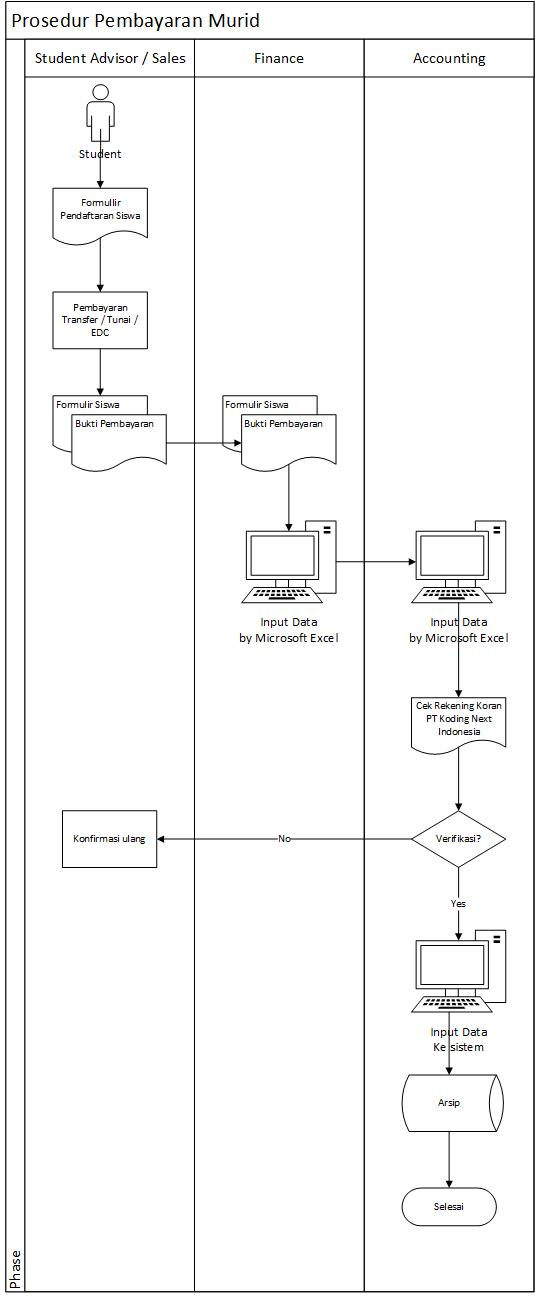 Prosedur Pembayaran Murid
Student Advisor / Sales
Finance
Accounting
Student
Formullir
Pendaftaran Siswa
Pembayaran
Transfer / Tunai /
EDC
Formulir Siswa
Bukti Pembayaran
Formulir Siswa
Bukti Pembayaran
Input Data
by Microsoft Excel
Input Data
by Microsoft Excel
Cek Rekening Koran
PT Koding Next
Indonesia
Konfirmasi ulang
No
Verifikasi?
Yes
Input Data
Ke sistem
Arsip
Selesai
Phase